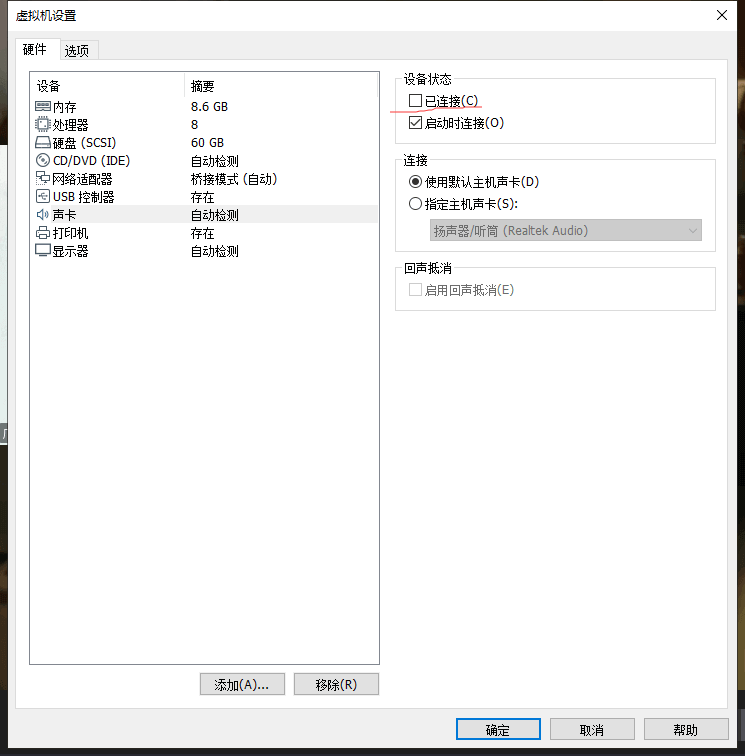 虚拟机设置
硬件 选项
设备 摘要
内存 8.6 GB
处理器 8
硬盘 (SCSI) 60 GB
CD/DVD (IDE) 自动检测
网络适配器 桥接模式 (自动)
USB 控制器 存在
声卡 自动检测
打印机 存在
显示器 自动检测
添加(A)... 移除(R)
设备状态
已连接(C)
启动时连接(O)
连接
使用默认主机声卡(D)
指定主机声卡(S):
扬声器/听筒 (Realtek Audio)
回声抵消
启用回声抵消(E)
确定 取消 帮助